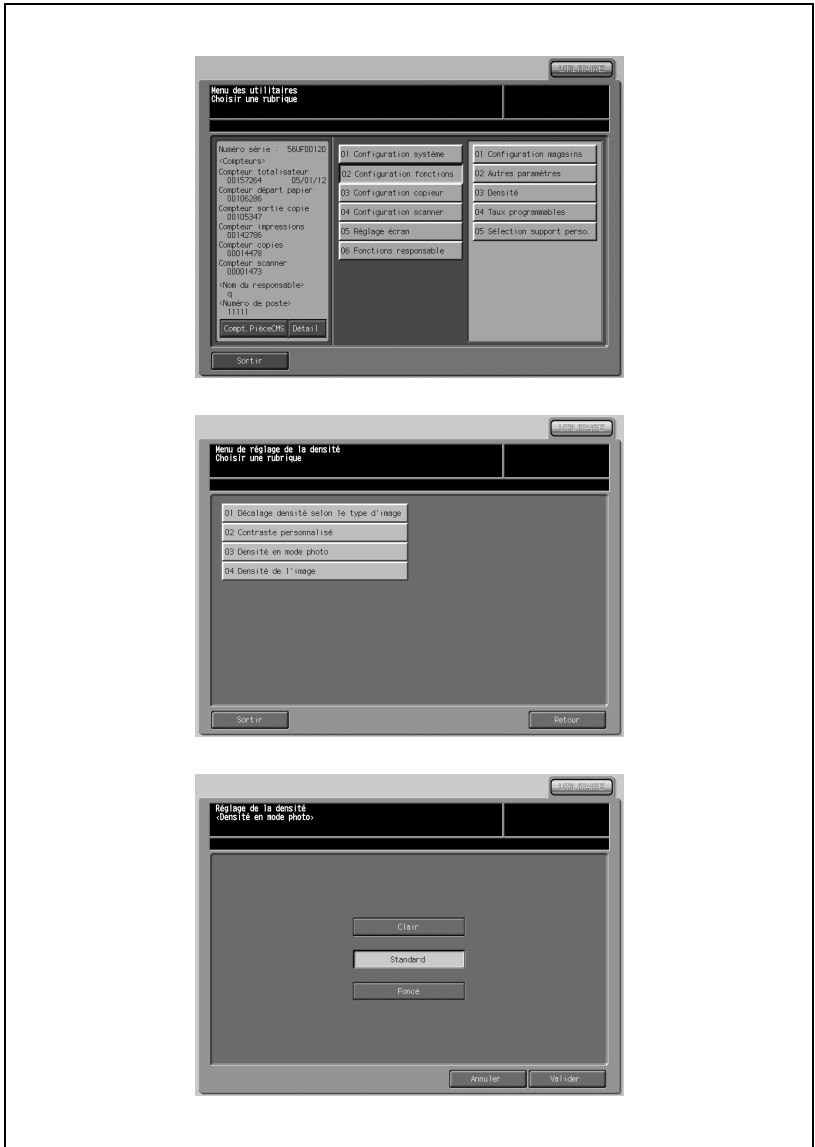 UTILITAIRE
Menu des utilitaires
Choisir une rubrique
Numéro série : 56UFD0120
<Compteurs>
Compteur totalisateur
00157264 05/01/12
Compteur départ papier
00106286
Compteur sortie copie
00105347
Compteur impressions
00142786
Compteur copies
00014478
Compteur scanner
00001473
<Nom du responsable>
q
<Numéro de poste>
11111
Compt.PièceCMS Détail
01 Configuration système
02 Configuration fonctions
03 Configuration copieur
04 Configuration scanner
05 Réglage écran
06 Fonctions responsable
01 Configuration magasins
02 Autres paramètres
03 Densité
04 Taux programmables
05 Sélection support perso.
Sortir
UTILITAIRE
Menu de réglage de la densité
Choisir une rubrique
01 Décalage densité selon le type d'image
02 Contraste personnalisé
03 Densité en mode photo
04 Densité de l'image
Sortir Retour
UTILITAIRE
Réglage de la densité
<Densité en mode photo>
Clair
Standard
Foncé
Annuler Valider